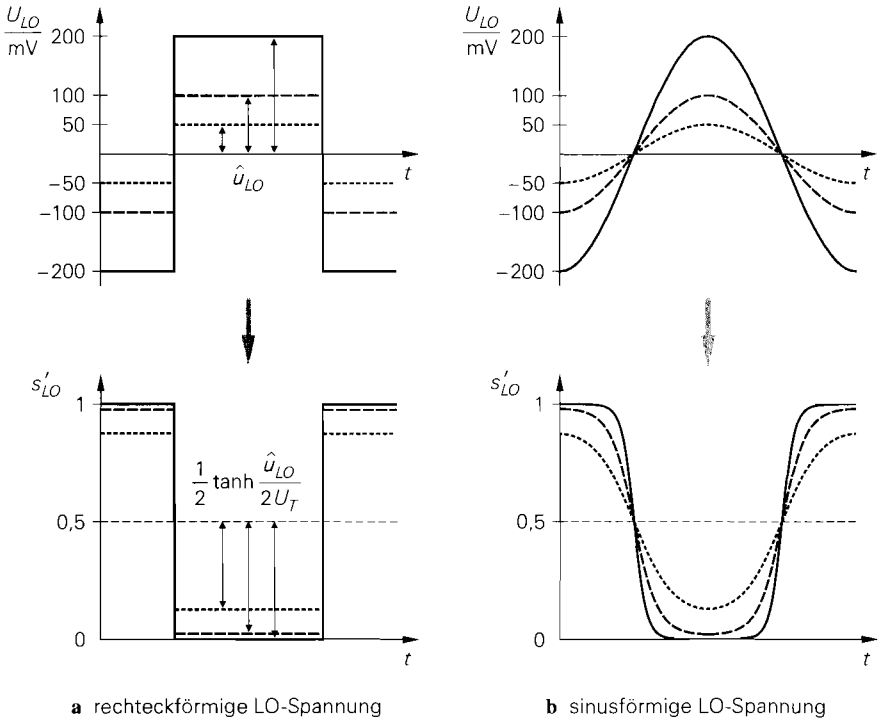 U_LO
mV
200
100
50
−50
−100
−200
û_LO
t
s'_LO
1
0,5
0
1/2 tanh û_LO / 2U_T
t
a rechteckförmige LO-Spannung
U_LO
mV
200
100
50
−50
−100
−200
t
s'_LO
1
0,5
0
t
b sinusförmige LO-Spannung